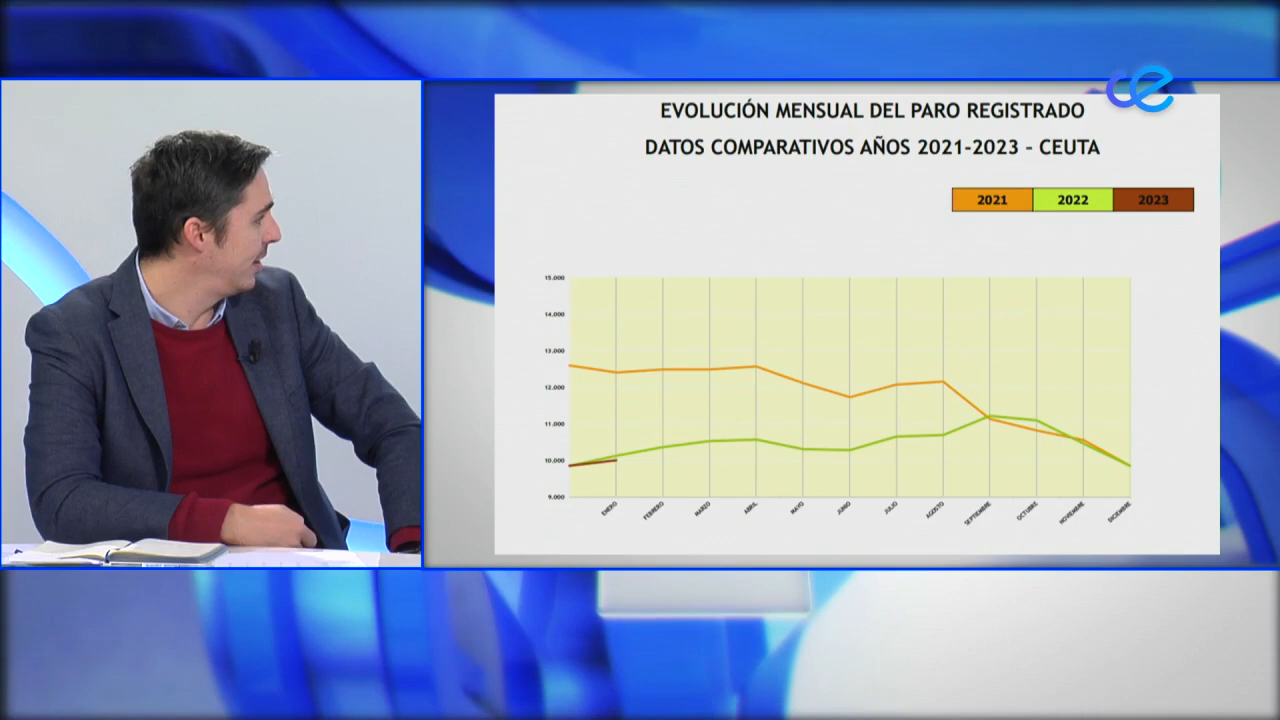 ce
EVOLUCIÓN MENSUAL DEL PARO REGISTRADO
DATOS COMPARATIVOS AÑOS 2021-2023 - CEUTA
2021 2022 2023
15.000
14.000
13.000
12.000
11.000
10.000
9.000
ENERO FEBRERO MARZO ABRIL MAYO JUNIO JULIO AGOSTO SEPTIEMBRE OCTUBRE NOVIEMBRE DICIEMBRE